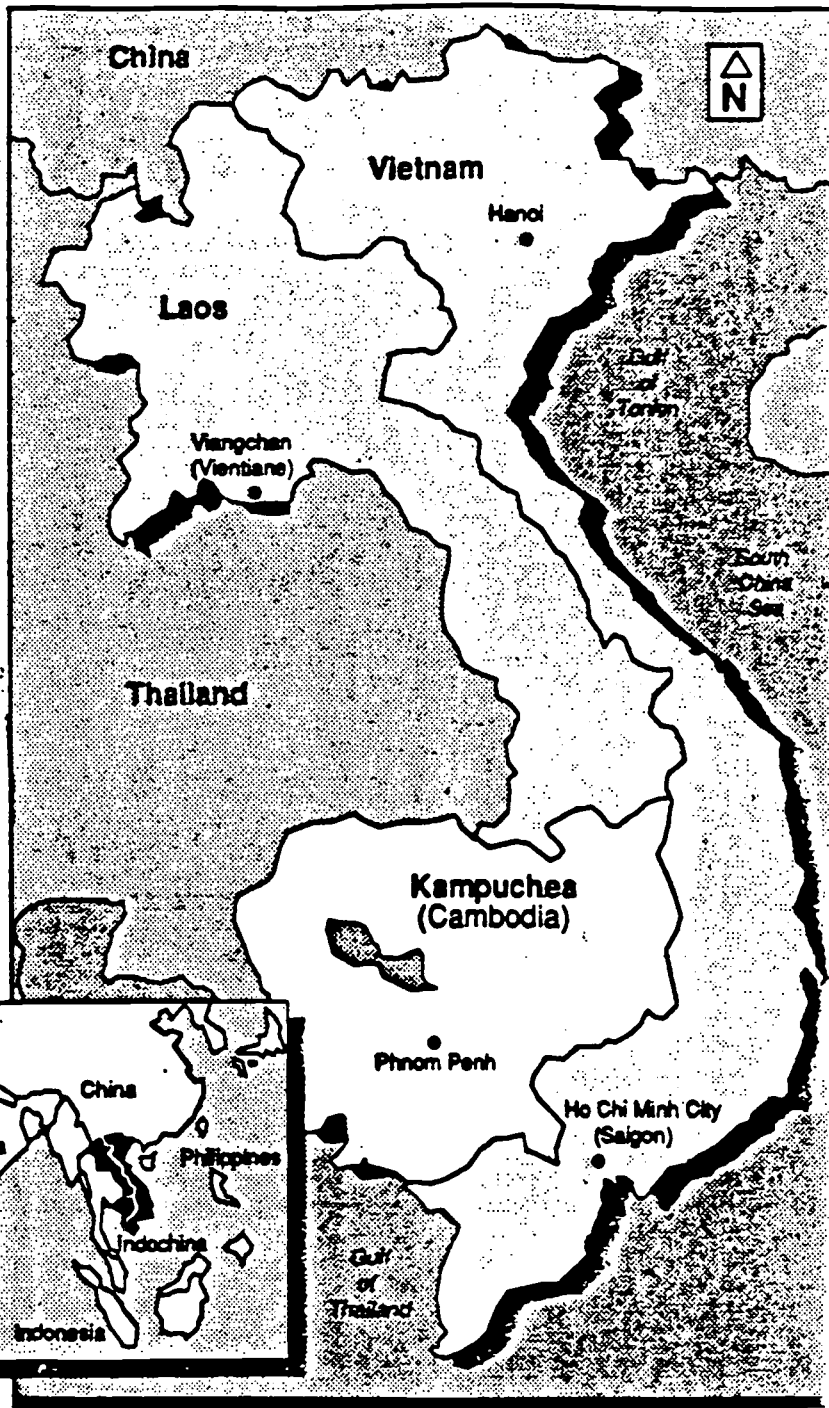 China
N
Vietnam
Hanoi
Laos
Gulf
of
Tonkin
Viangchan
(Vientiane)
South
China
Sea
Thailand
Kampuchea
(Cambodia)
Phnom Penh
Ho Chi Minh City
(Saigon)
Gulf
of
Thailand
China
Philippines
Indochina
Indonesia